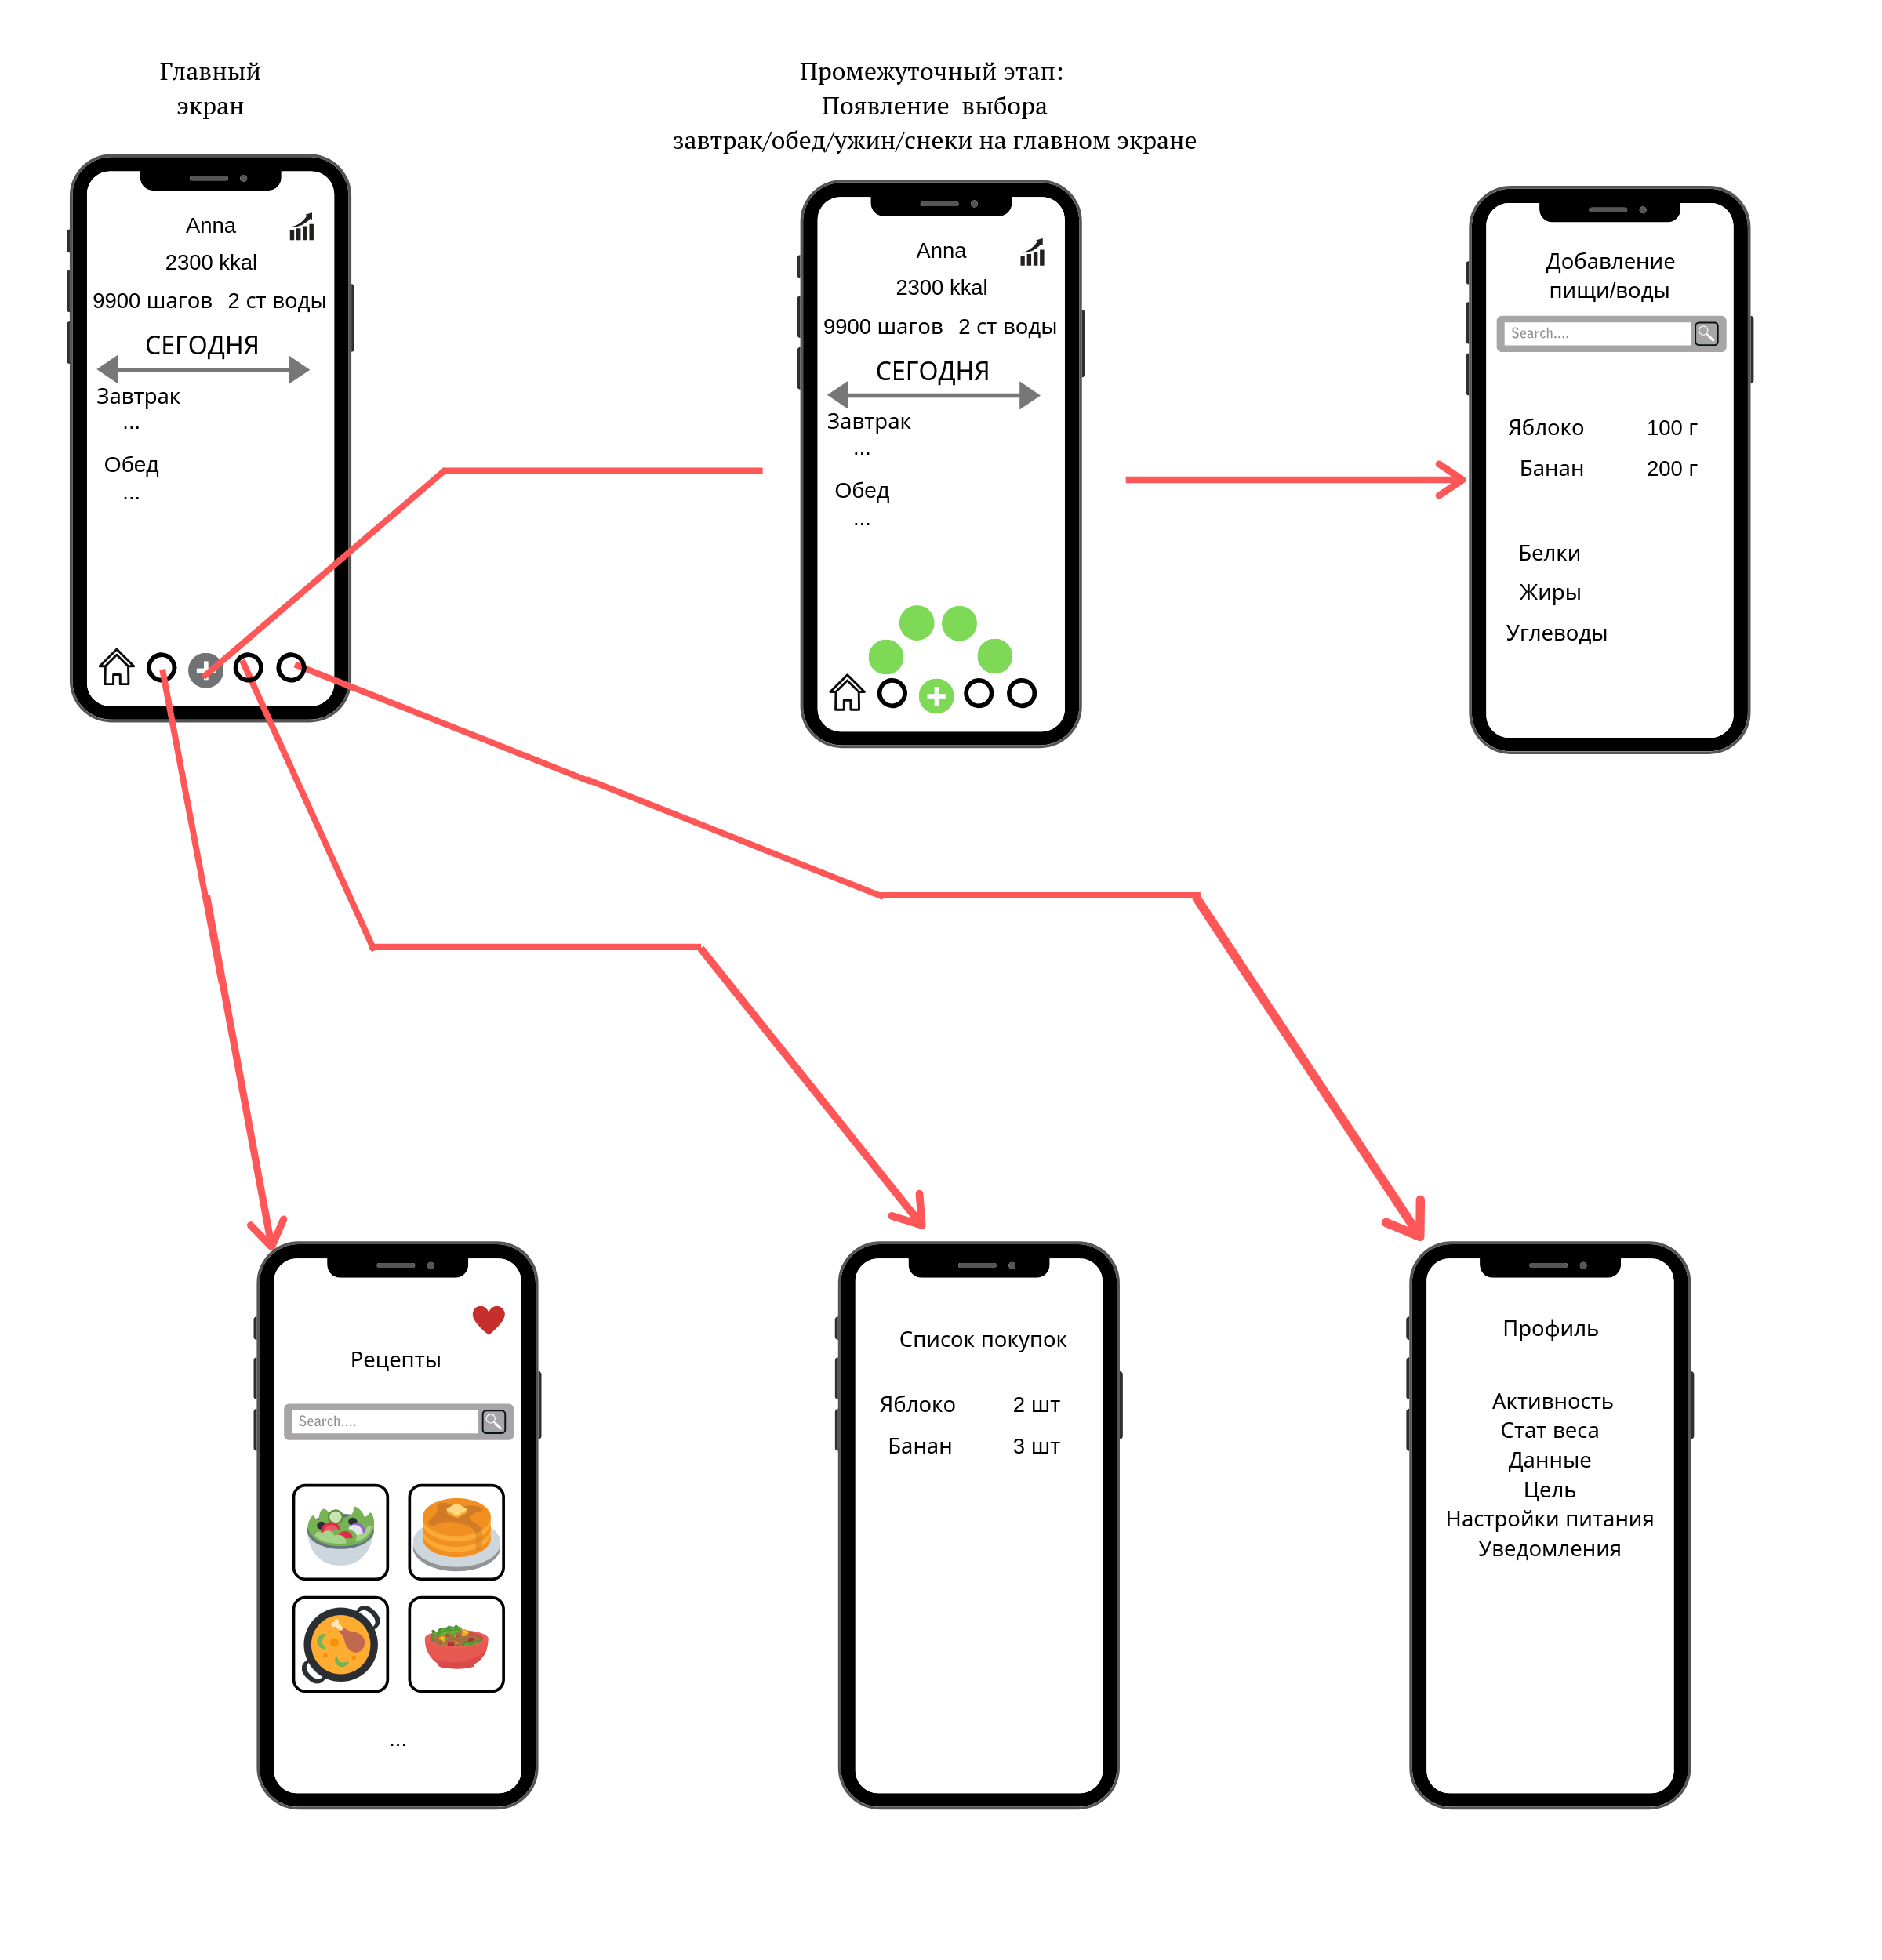 Главный
экран
Промежуточный этап:
Появление выбора
завтрак/обед/ужин/снеки на главном экране
Anna
2300 kkal
9900 шагов 2 ст воды
СЕГОДНЯ
Завтрак
...
Обед
...
Anna
2300 kkal
9900 шагов 2 ст воды
СЕГОДНЯ
Завтрак
...
Обед
...
Добавление
пищи/воды
Search....
Яблоко 100 г
Банан 200 г
Белки
Жиры
Углеводы
Рецепты
Search....
...
Список покупок
Яблоко 2 шт
Банан 3 шт
Профиль
Активность
Стат веса
Данные
Цель
Настройки питания
Уведомления